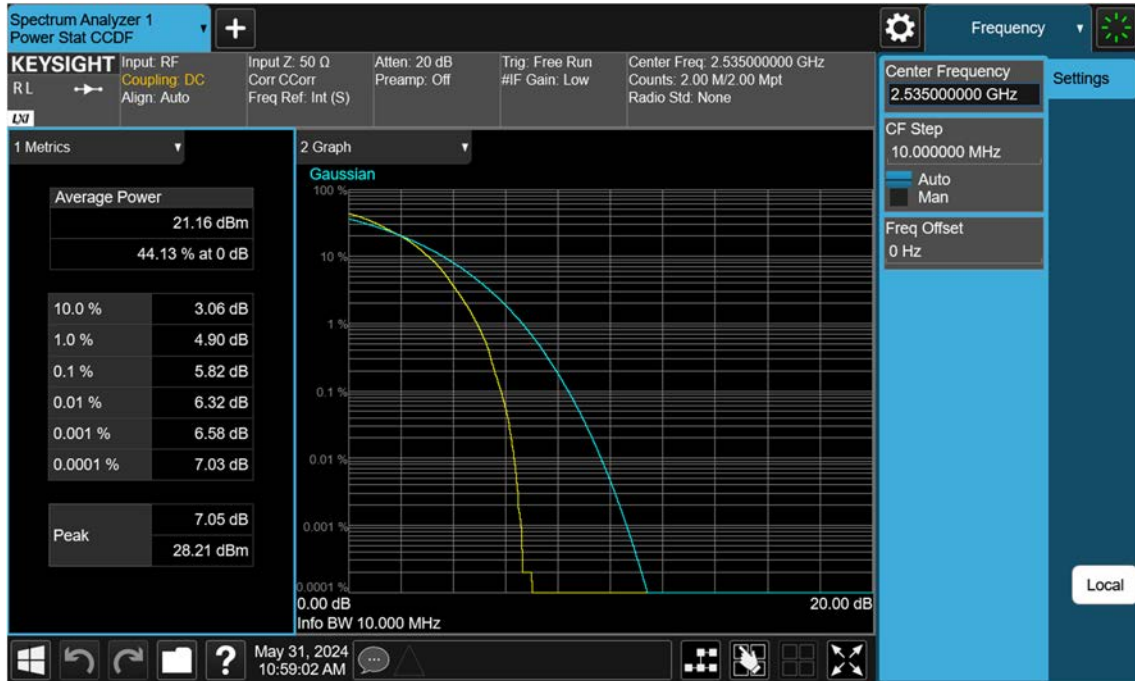 Spectrum Analyzer 1
Power Stat CCDF
+
Frequency
KEYSIGHT
R L
LXI
Input: RF
Coupling: DC
Align: Auto
Input Z: 50 Ω
Corr CCorr
Freq Ref: Int (S)
Atten: 20 dB
Preamp: Off
Trig: Free Run
#IF Gain: Low
Center Freq: 2.535000000 GHz
Counts: 2.00 M/2.00 Mpt
Radio Std: None
Center Frequency
2.535000000 GHz
Settings
CF Step
10.000000 MHz
Auto
Man
Freq Offset
0 Hz
1 Metrics
Average Power
21.16 dBm
44.13 % at 0 dB
10.0 % 3.06 dB
1.0 % 4.90 dB
0.1 % 5.82 dB
0.01 % 6.32 dB
0.001 % 6.58 dB
0.0001 % 7.03 dB
Peak
7.05 dB
28.21 dBm
2 Graph
Gaussian
100 %
10 %
1 %
0.1 %
0.01 %
0.001 %
0.0001 %
0.00 dB 20.00 dB
Info BW 10.000 MHz
Local
?
May 31, 2024
10:59:02 AM